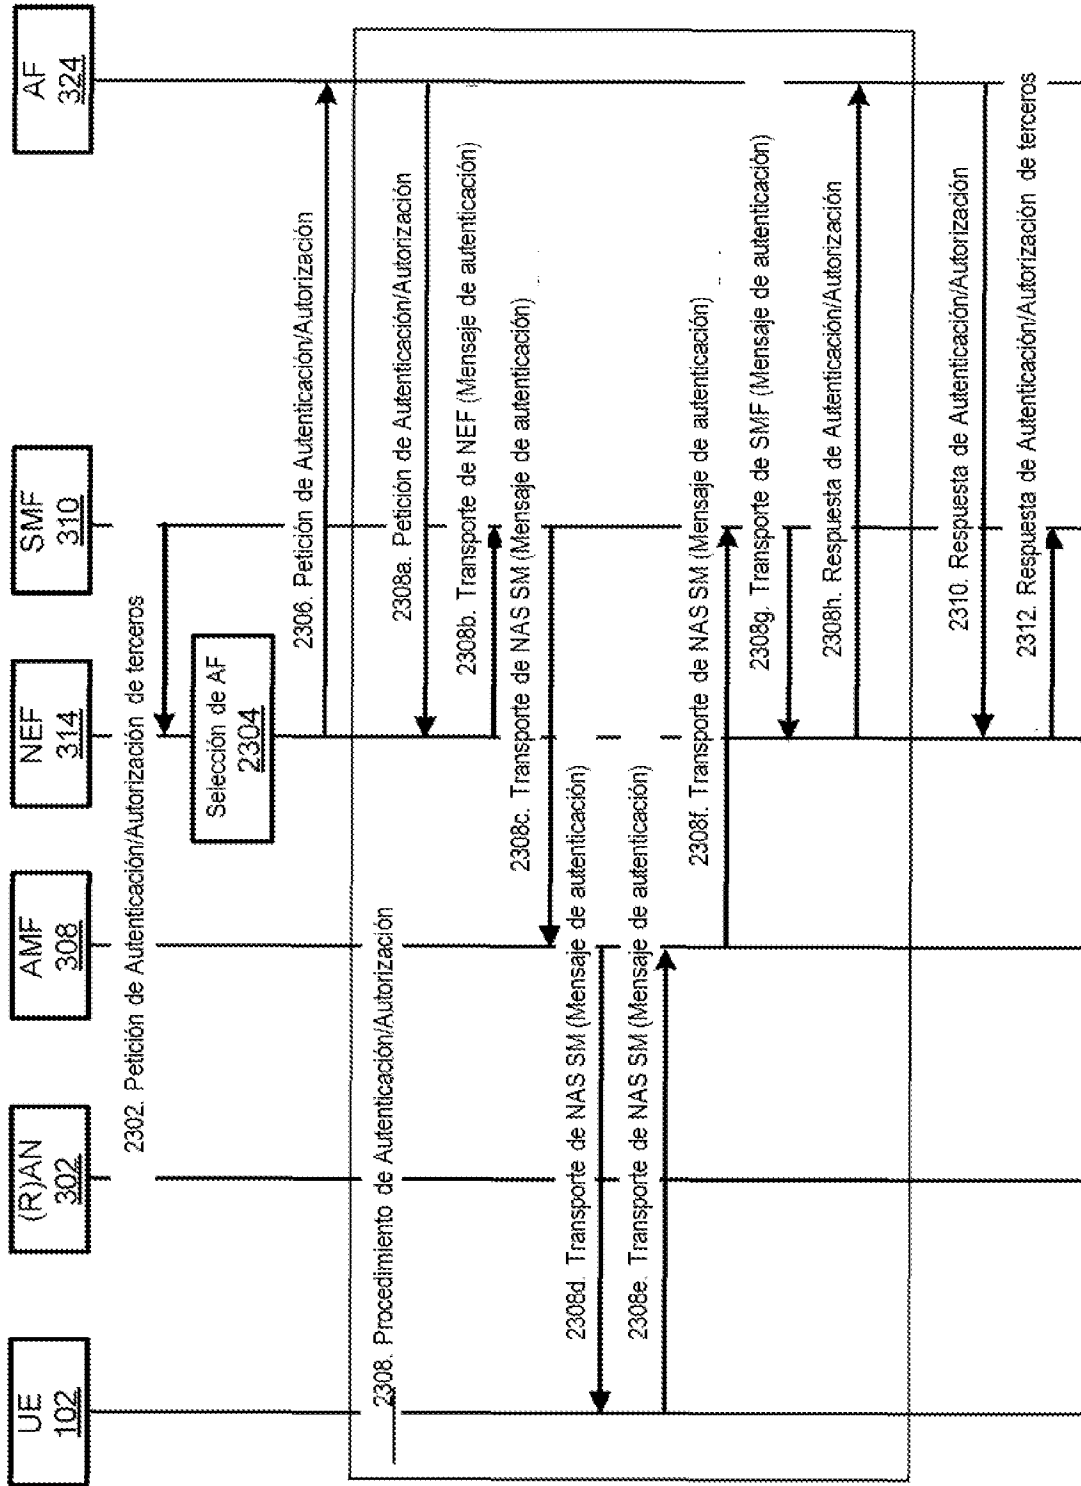 UE
102
(R)AN
302
AMF
308
NEF
314
SMF
310
AF
324
2302. Petición de Autenticación/Autorización de terceros
Selección de AF
2304
2306. Petición de Autenticación/Autorización
2308. Procedimiento de Autenticación/Autorización
2308a. Petición de Autenticación/Autorización
2308b. Transporte de NEF (Mensaje de autenticación)
2308c. Transporte de NAS SM (Mensaje de autenticación)
2308d. Transporte de NAS SM (Mensaje de autenticación)
2308e. Transporte de NAS SM (Mensaje de autenticación)
2308f. Transporte de NAS SM (Mensaje de autenticación)
2308g. Transporte de SMF (Mensaje de autenticación)
2308h. Respuesta de Autenticación/Autorización
2310. Respuesta de Autenticación/Autorización
2312. Respuesta de Autenticación/Autorización de terceros